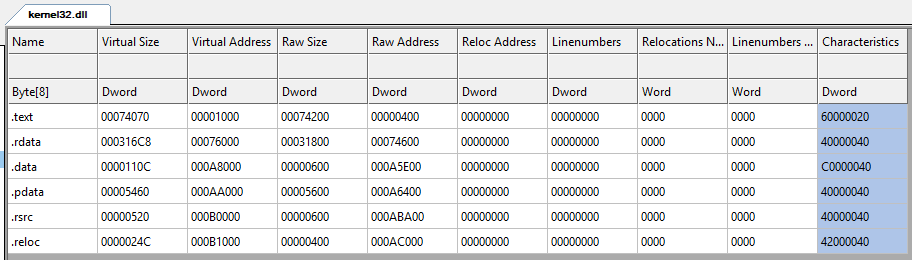 kernel32.dll
Name Virtual Size Virtual Address Raw Size Raw Address Reloc Address Linenumbers Relocations N... Linenumbers ... Characteristics
Byte[8] Dword Dword Dword Dword Dword Dword Word Word Dword
.text 00074070 00001000 00074200 00000400 00000000 00000000 0000 0000 60000020
.rdata 000316C8 00076000 00031800 00074600 00000000 00000000 0000 0000 40000040
.data 0000110C 000A8000 00000600 000A5E00 00000000 00000000 0000 0000 C0000040
.pdata 00005460 000AA000 00005600 000A6400 00000000 00000000 0000 0000 40000040
.rsrc 00000520 000B0000 00000600 000ABA00 00000000 00000000 0000 0000 40000040
.reloc 0000024C 000B1000 00000400 000AC000 00000000 00000000 0000 0000 42000040